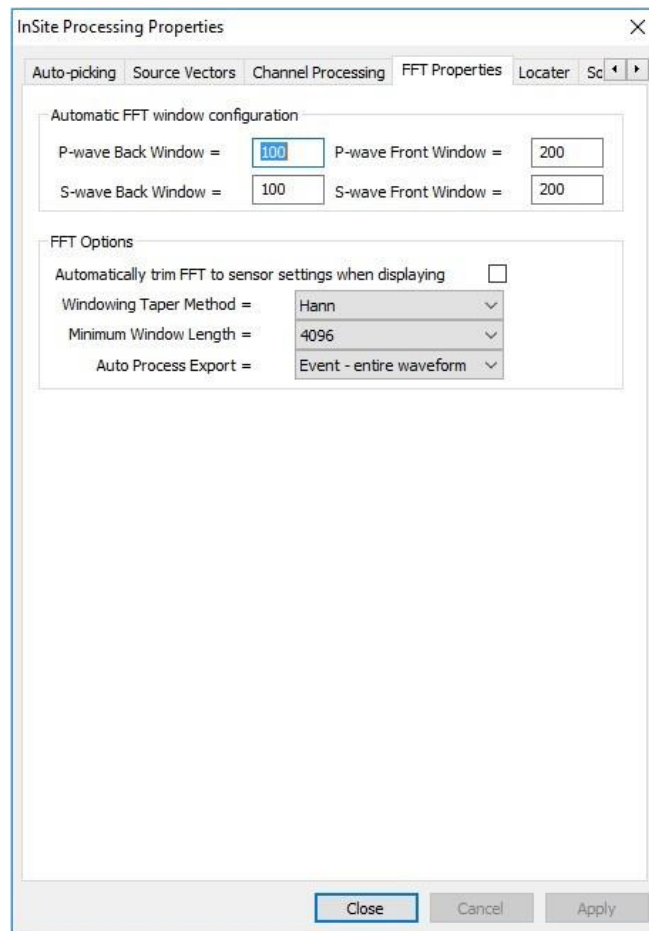 InSite Processing Properties
Auto-picking Source Vectors Channel Processing FFT Properties Locater Sc
Automatic FFT window configuration
P-wave Back Window = 100 P-wave Front Window = 200
S-wave Back Window = 100 S-wave Front Window = 200
FFT Options
Automatically trim FFT to sensor settings when displaying
Windowing Taper Method = Hann
Minimum Window Length = 4096
Auto Process Export = Event - entire waveform
Close Cancel Apply